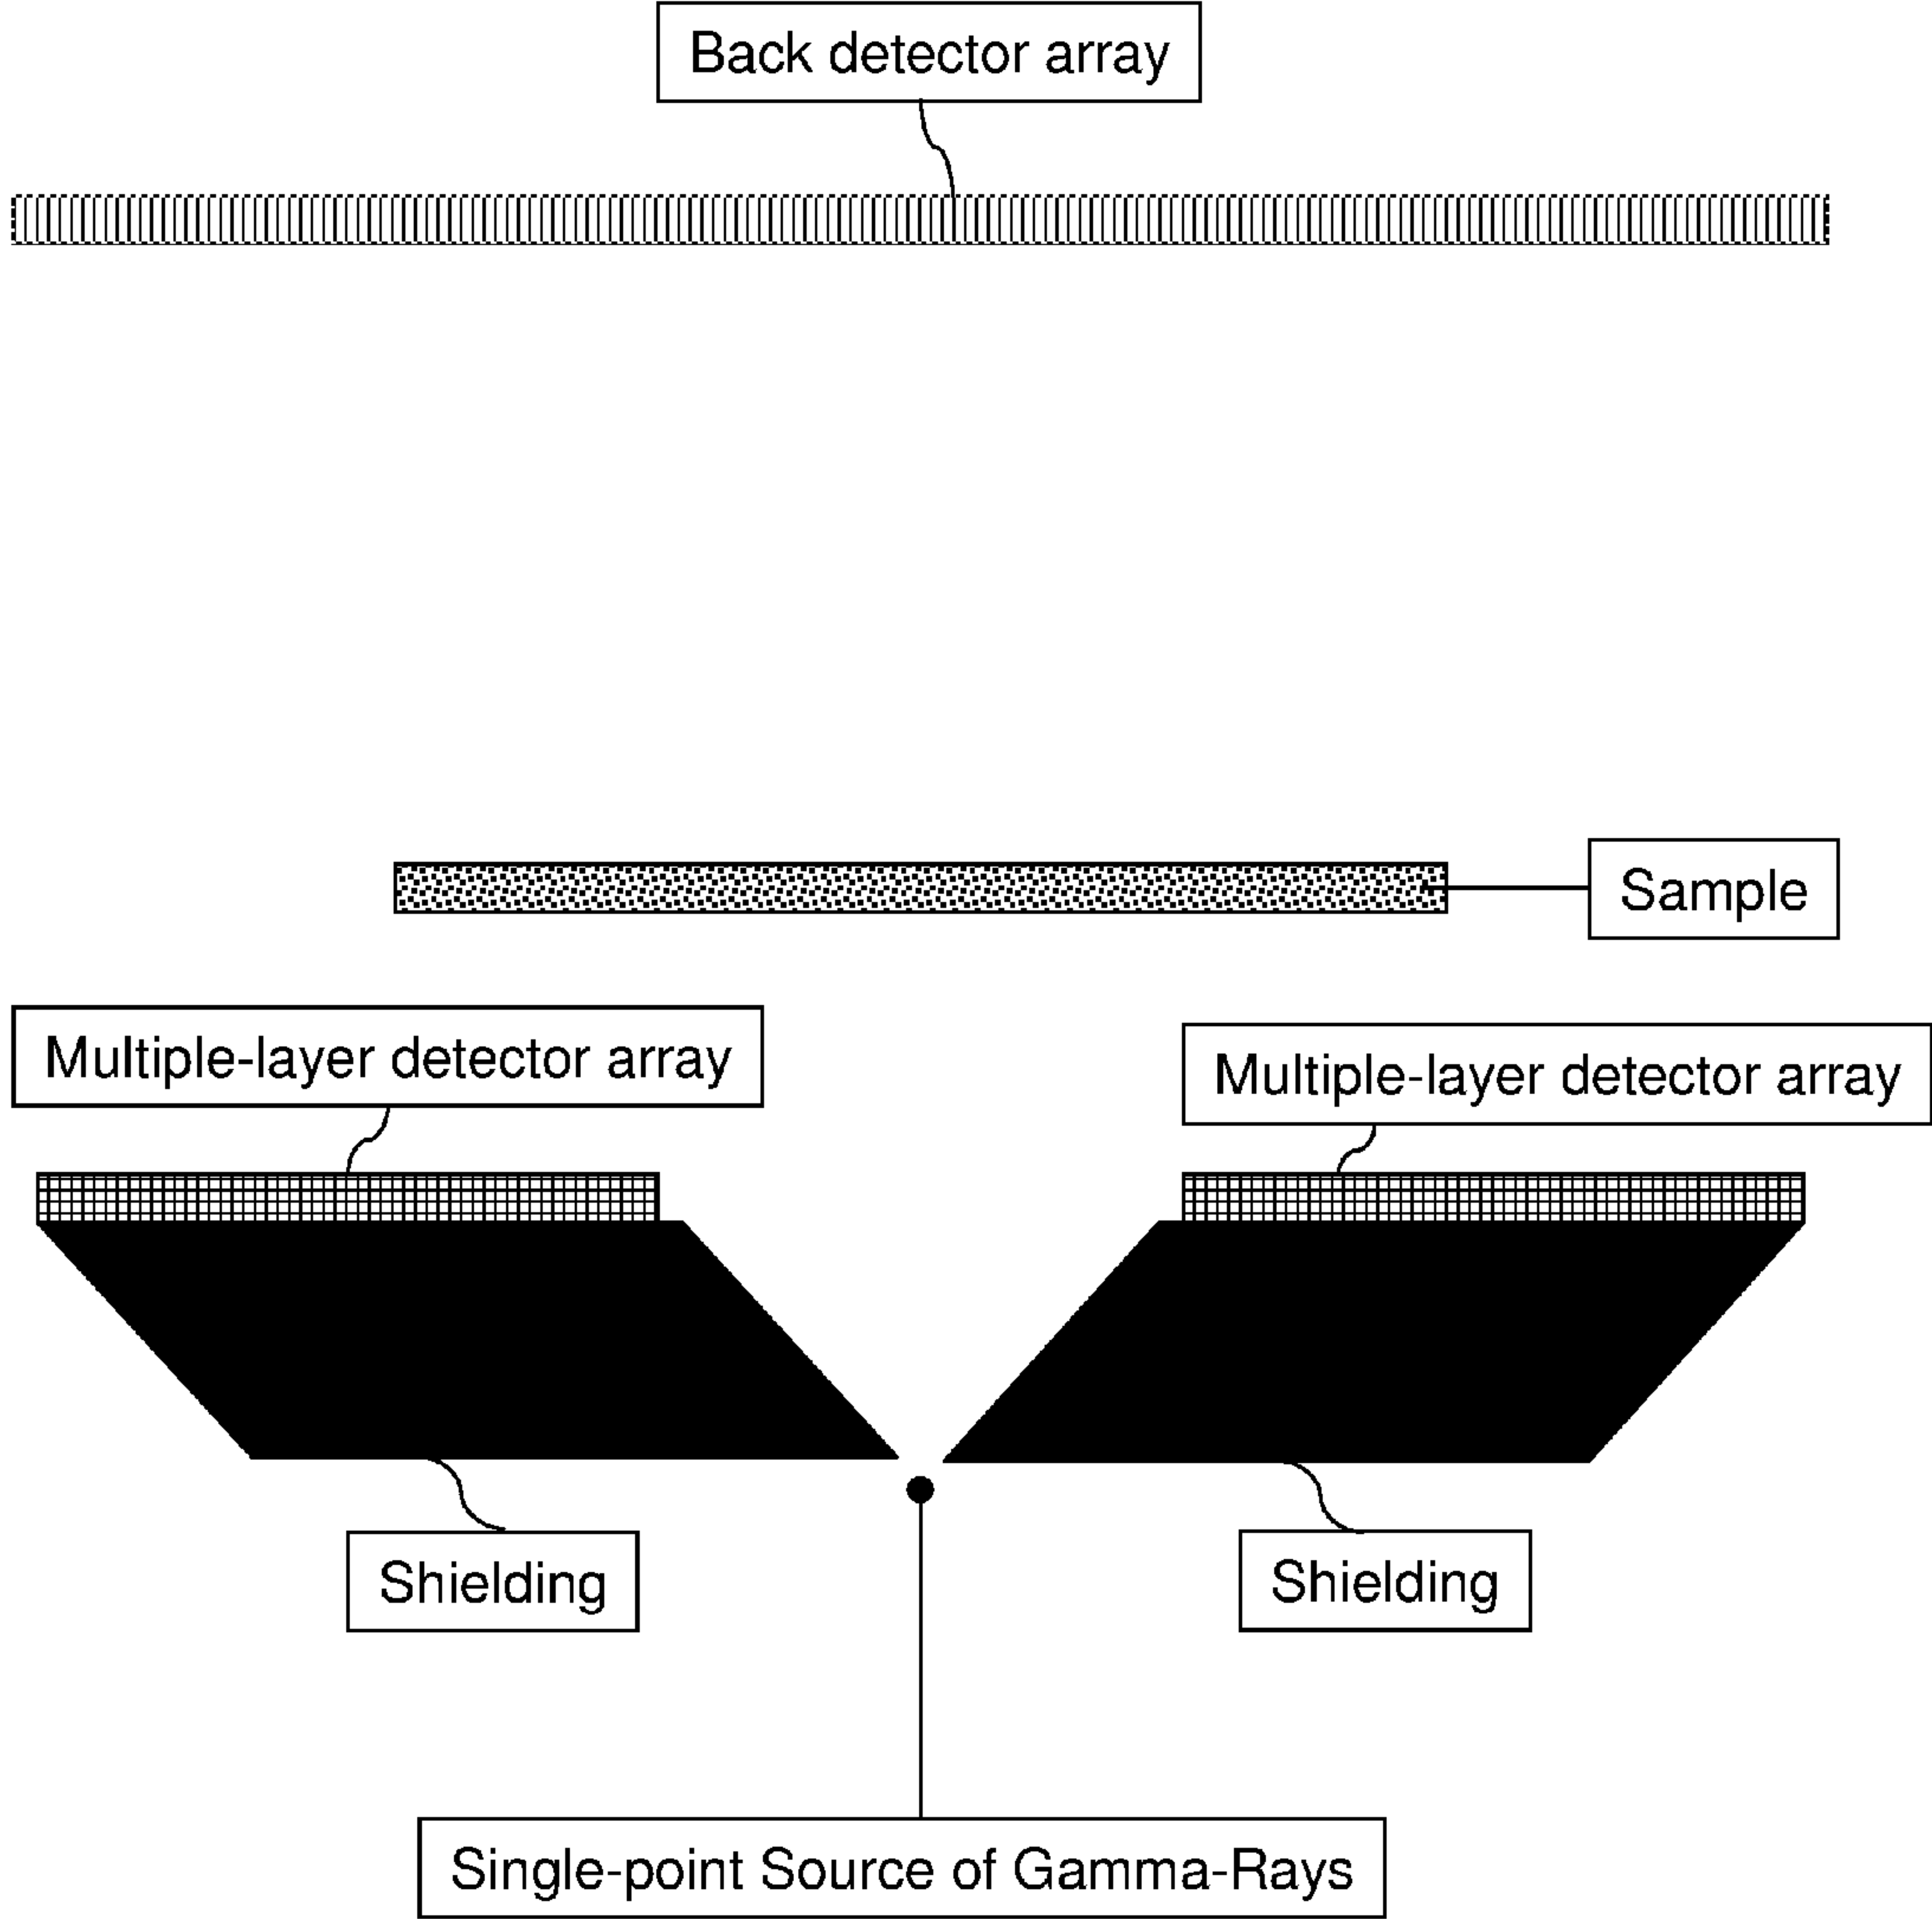 Back detector array
Sample
Multiple-layer detector array
Multiple-layer detector array
Shielding
Shielding
Single-point Source of Gamma-Rays